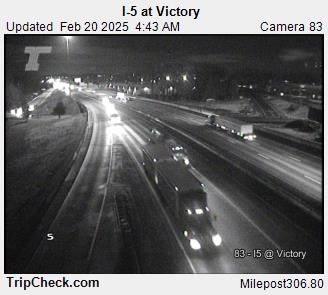 I-5 at Victory
Updated Feb 20 2025 4:43 AM Camera 83
T
S
83 - I5 @ Victory
TripCheck.com Milepost306.80